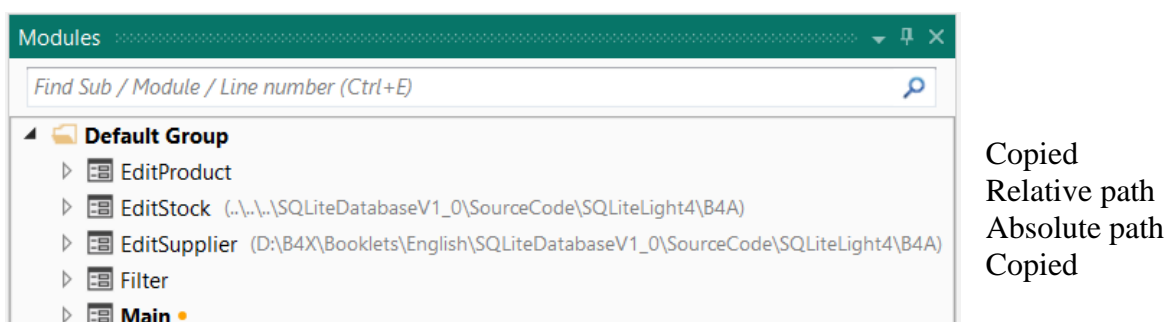 Modules
Find Sub / Module / Line number (Ctrl+E)
Default Group
EditProduct Copied
EditStock (..\..\..\SQLiteDatabaseV1_0\SourceCode\SQLiteLight4\B4A) Relative path
EditSupplier (D:\B4X\Booklets\English\SQLiteDatabaseV1_0\SourceCode\SQLiteLight4\B4A) Absolute path
Filter Copied
Main